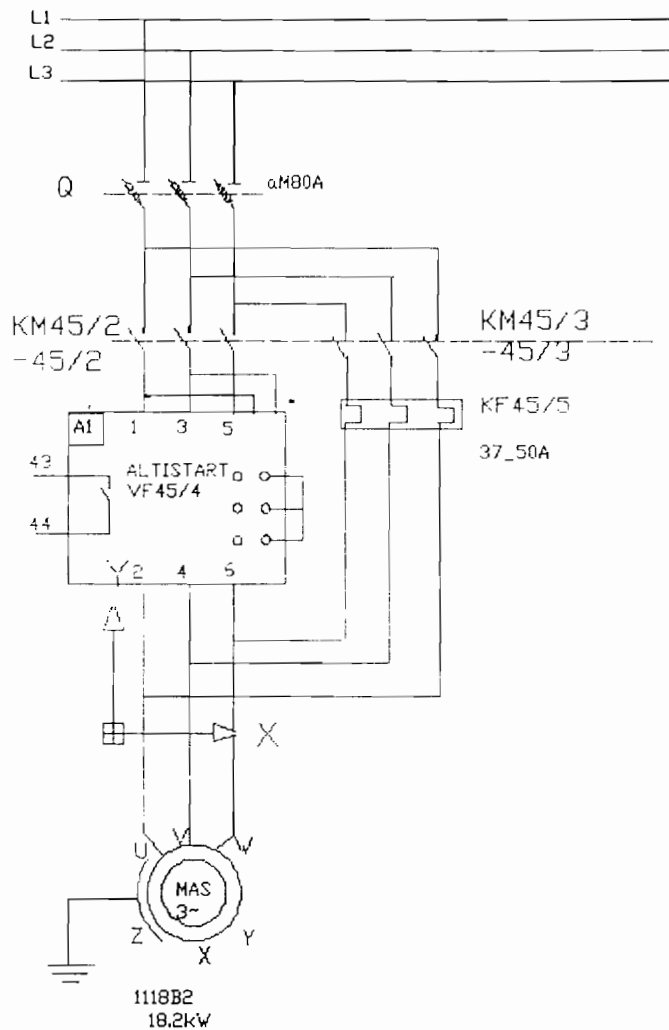 L1
L2
L3
Q
aM80A
KM45/2
-45/2
KM45/3
-45/3
KF45/5
37_50A
A1 1 3 5
43
ALTISTART
VF45/4
44
2 4 6
Y
X
U V W
MAS
3~
Z X Y
1118B2
18.2kW